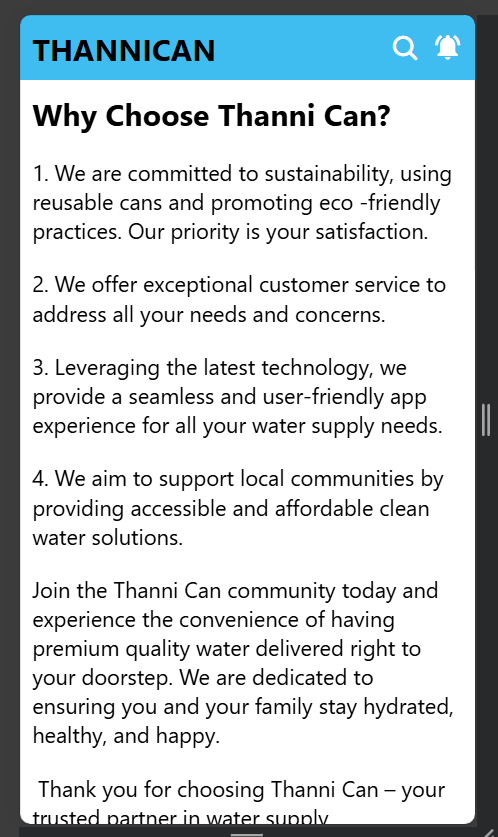 THANNICAN
Why Choose Thanni Can?
1. We are committed to sustainability, using
reusable cans and promoting eco -friendly
practices. Our priority is your satisfaction.
2. We offer exceptional customer service to
address all your needs and concerns.
3. Leveraging the latest technology, we
provide a seamless and user-friendly app
experience for all your water supply needs.
4. We aim to support local communities by
providing accessible and affordable clean
water solutions.
Join the Thanni Can community today and
experience the convenience of having
premium quality water delivered right to
your doorstep. We are dedicated to
ensuring you and your family stay hydrated,
healthy, and happy.
Thank you for choosing Thanni Can – your
trusted partner in water supply